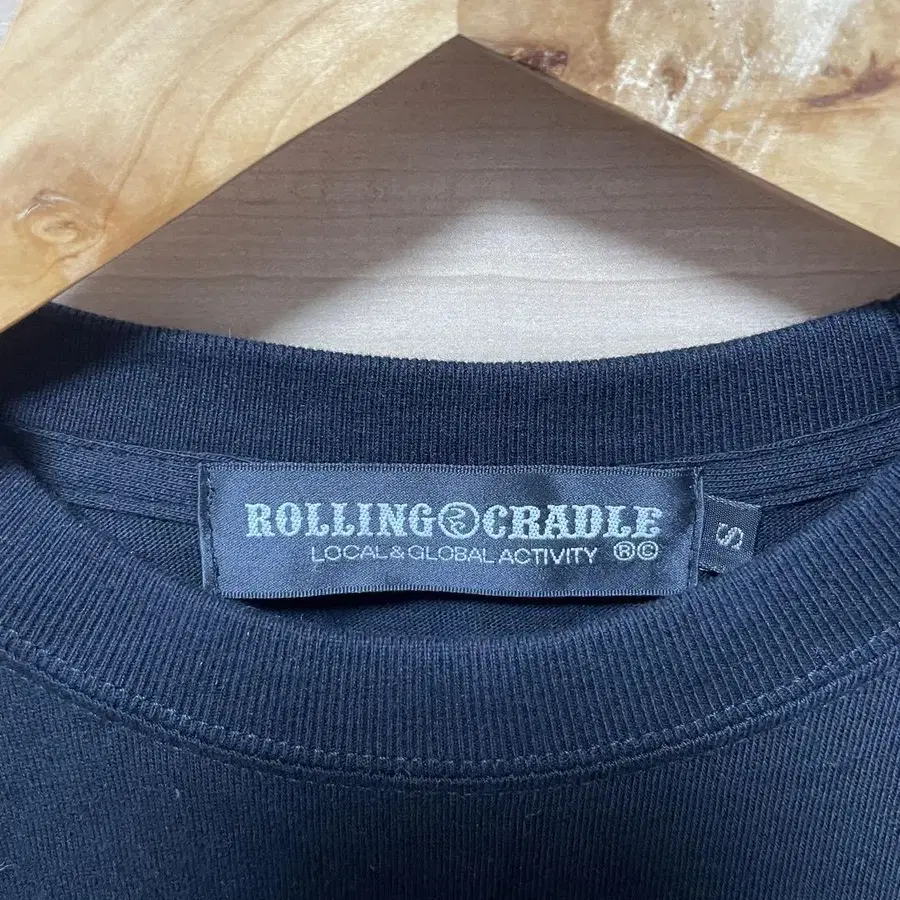 ROLLING CRADLE
LOCAL & GLOBAL ACTIVITY ®©
S